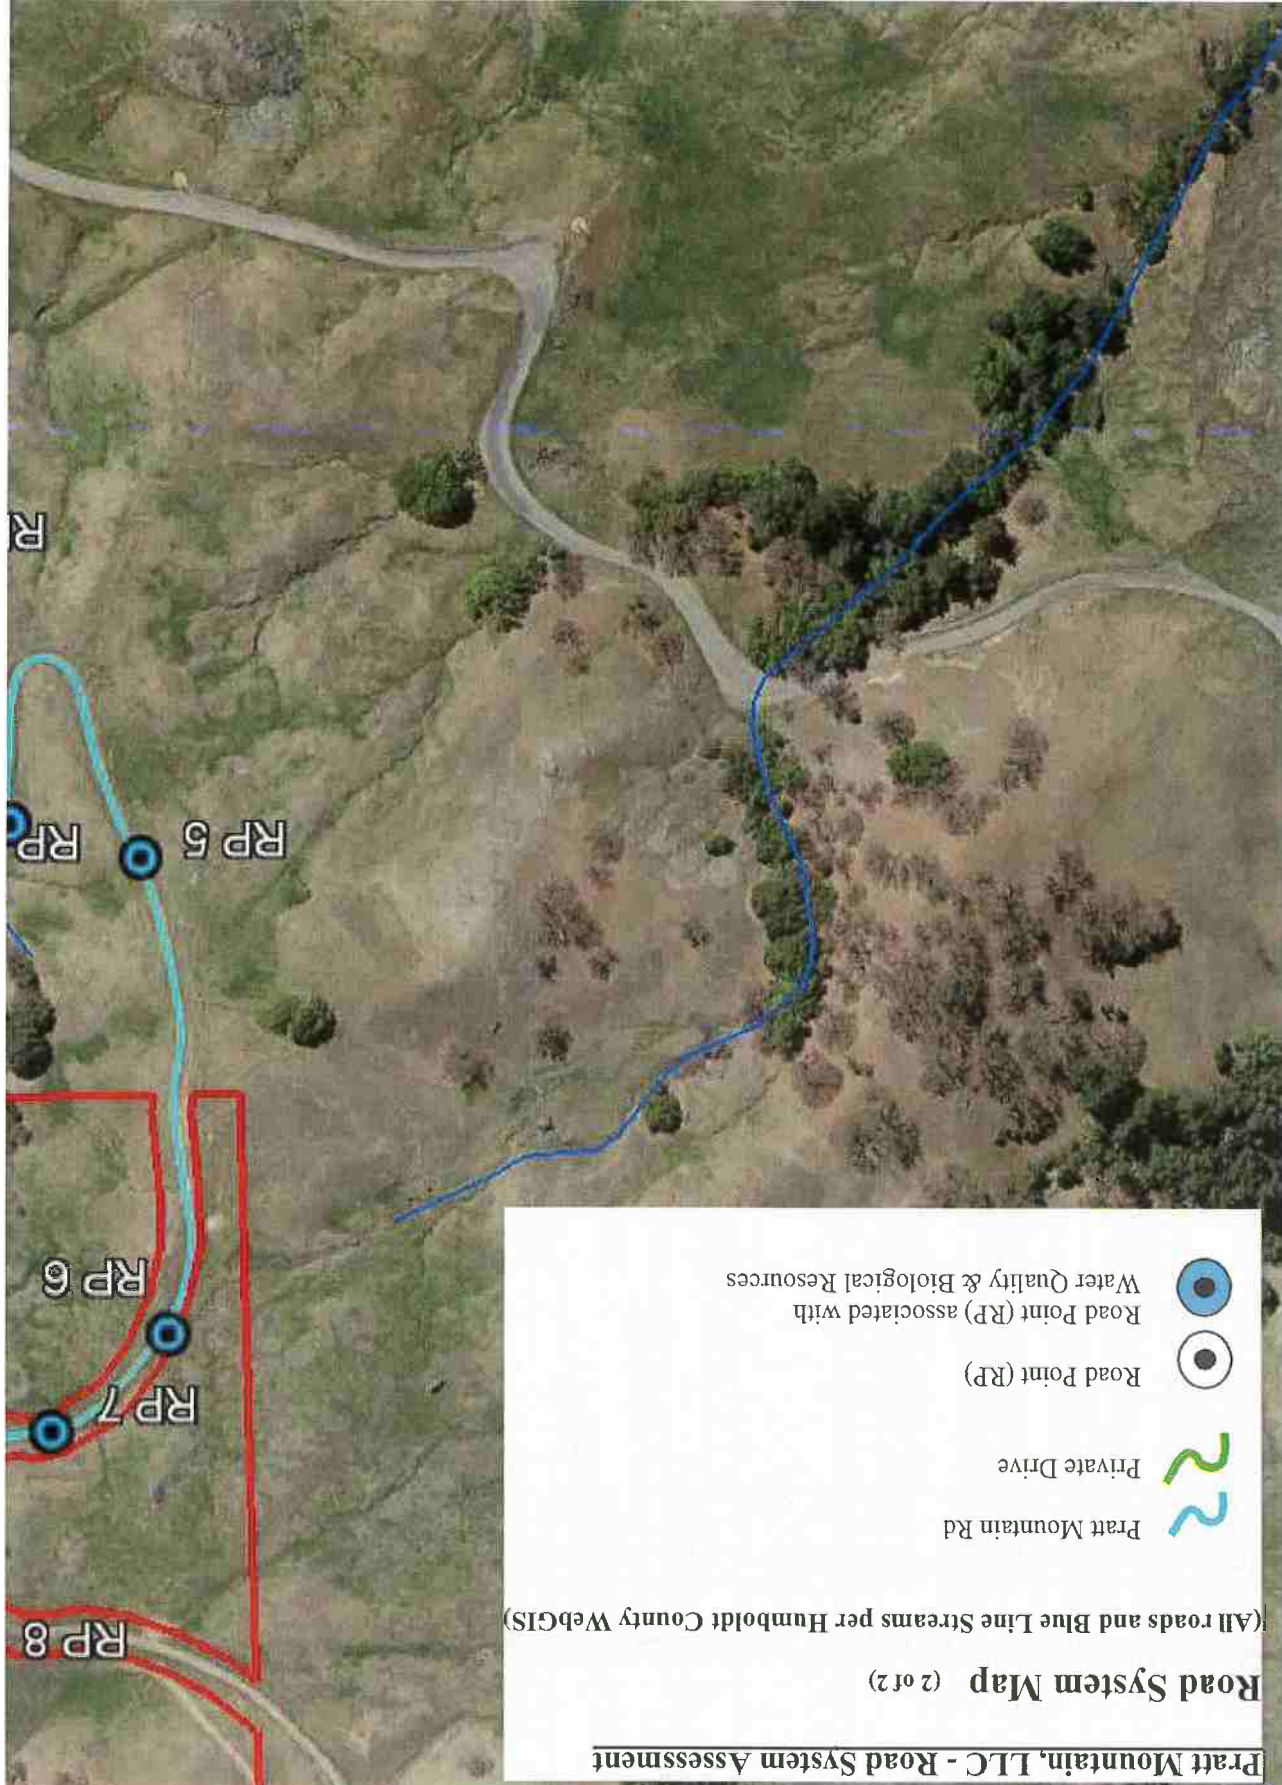 Pratt Mountain, LLC - Road System Assessment
Road System Map (2 of 2)
(All roads and Blue Line Streams per Humboldt County WebGIS)
Pratt Mountain Rd
Private Drive
Road Point (RP)
Road Point (RP) associated with
Water Quality & Biological Resources
RP 8
RP 7
RP 6
RP 5
RP
R